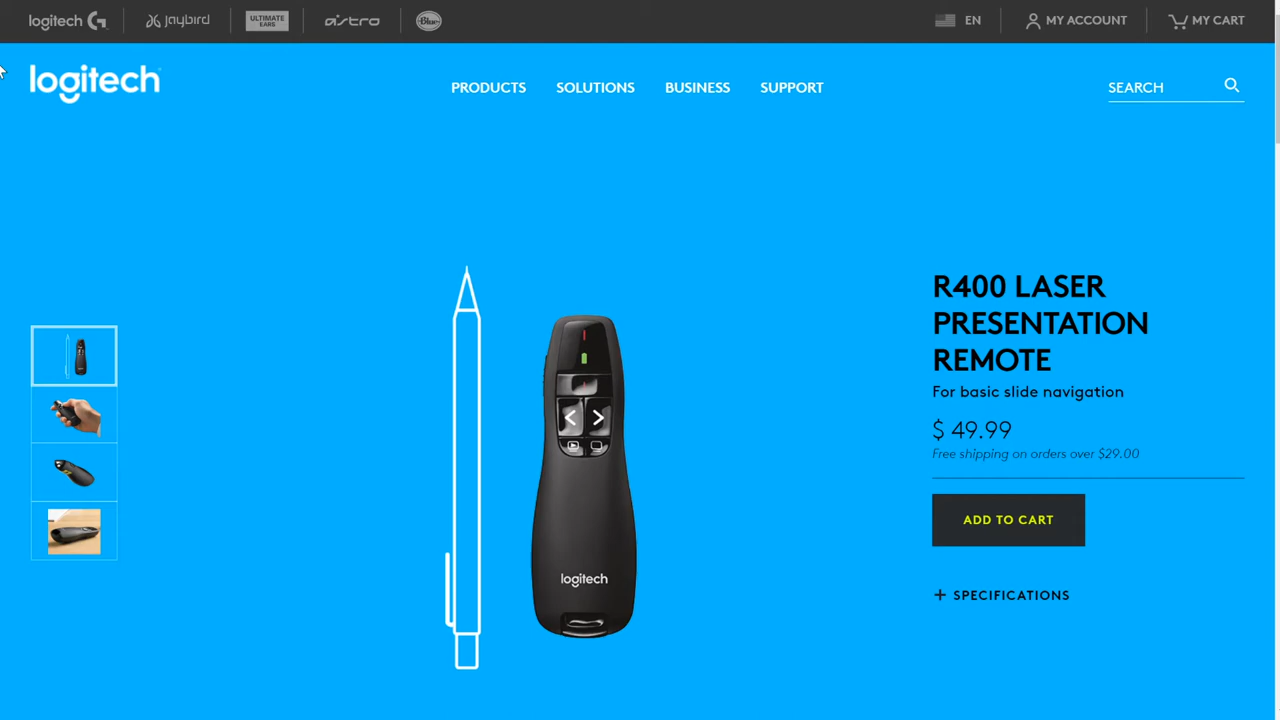 logitech G
jaybird
ULTIMATE
EARS
ASTRO
Blue
EN
MY ACCOUNT
MY CART
logitech
PRODUCTS
SOLUTIONS
BUSINESS
SUPPORT
SEARCH
R400 LASER
PRESENTATION
REMOTE
For basic slide navigation
$ 49.99
Free shipping on orders over $29.00
ADD TO CART
+ SPECIFICATIONS
logitech